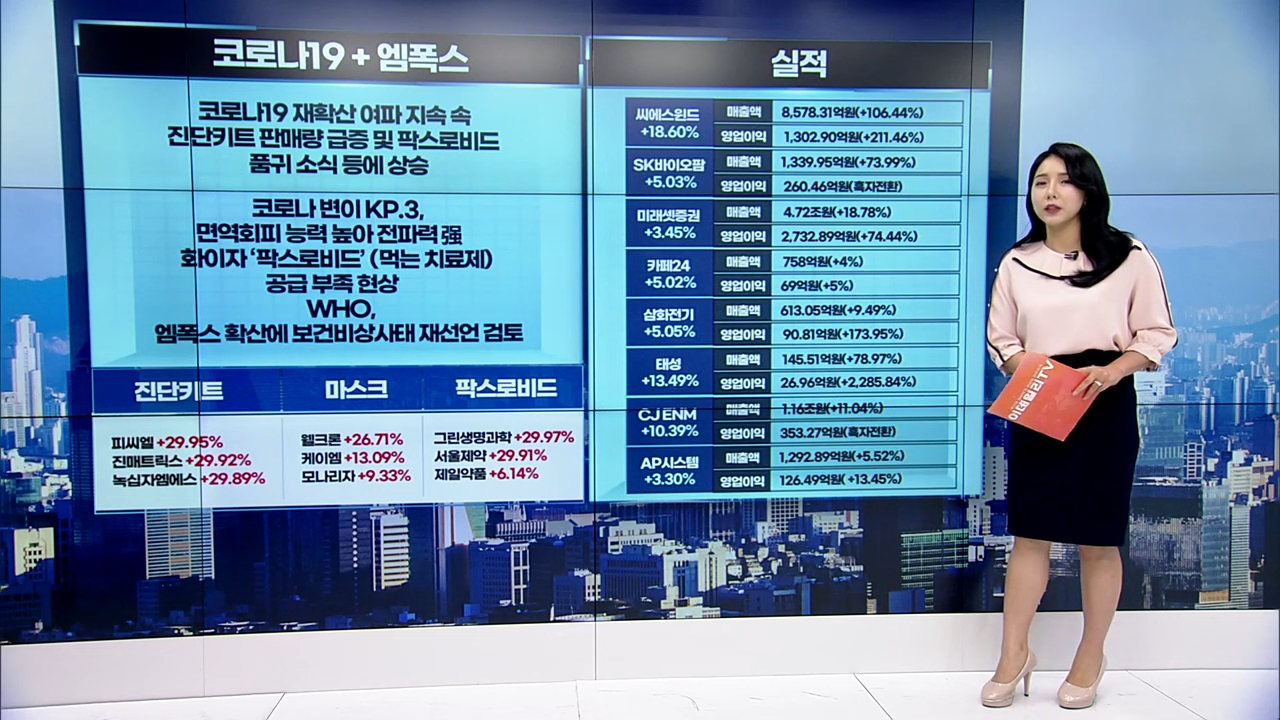 코로나19 + 엠폭스
코로나19 재확산 여파 지속 속
진단키트 판매량 급증 및 팍스로비드
품귀 소식 등에 상승
코로나 변이 KP.3,
면역회피 능력 높아 전파력 强
화이자 ‘팍스로비드’ (먹는 치료제)
공급 부족 현상
WHO,
엠폭스 확산에 보건비상사태 재선언 검토
진단키트 마스크 팍스로비드
피씨엘 +29.95% 웰크론 +26.71% 그린생명과학 +29.97%
진매트릭스 +29.92% 케이엠 +13.09% 서울제약 +29.91%
녹십자엠에스 +29.89% 모나리자 +9.33% 제일약품 +6.14%
실적
씨에스윈드 +18.60%
매출액 8,578.31억원(+106.44%)
영업이익 1,302.90억원(+211.46%)
SK바이오팜 +5.03%
매출액 1,339.95억원(+73.99%)
영업이익 260.46억원(흑자전환)
미래셋증권 +3.45%
매출액 4.72조원(+18.78%)
영업이익 2,732.89억원(+74.44%)
카페24 +5.02%
매출액 758억원(+4%)
영업이익 69억원(+5%)
삼화전기 +5.05%
매출액 613.05억원(+9.49%)
영업이익 90.81억원(+173.95%)
태성 +13.49%
매출액 145.51억원(+78.97%)
영업이익 26.96억원(+2,285.84%)
CJ ENM +10.39%
매출액 1.16조원(+11.04%)
영업이익 353.27억원(흑자전환)
AP시스템 +3.30%
매출액 1,292.89억원(+5.52%)
영업이익 126.49억원( +13.45%)
이데일리TV